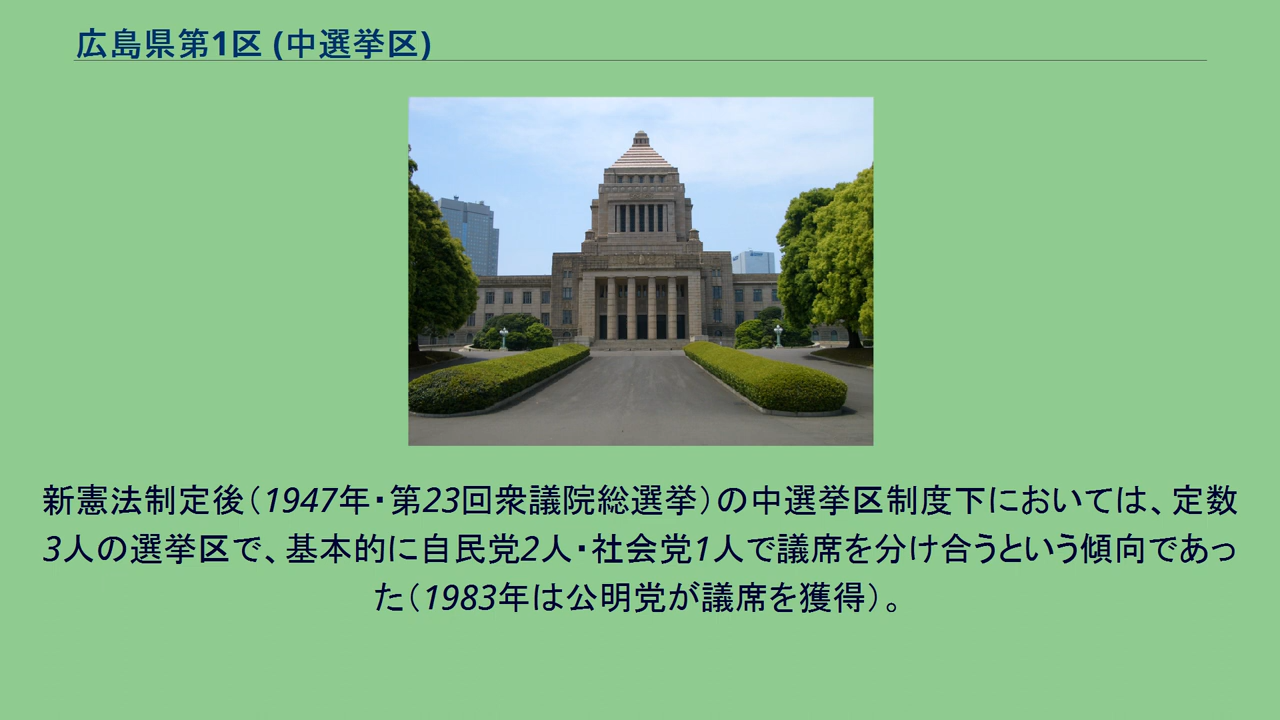 広島県第1区 (中選挙区)
新憲法制定後（1947年・第23回衆議院総選挙）の中選挙区制度下においては、定数
3人の選挙区で、基本的に自民党2人・社会党1人で議席を分け合うという傾向であっ
た（1983年は公明党が議席を獲得）。